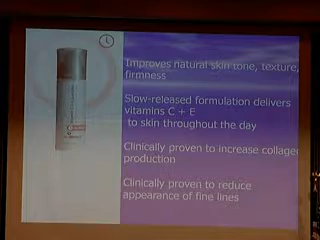 Improves natural skin tone, texture,
firmness
Slow-released formulation delivers
vitamins C + E
to skin throughout the day
Clinically proven to increase collagen
production
Clinically proven to reduce
appearance of fine lines